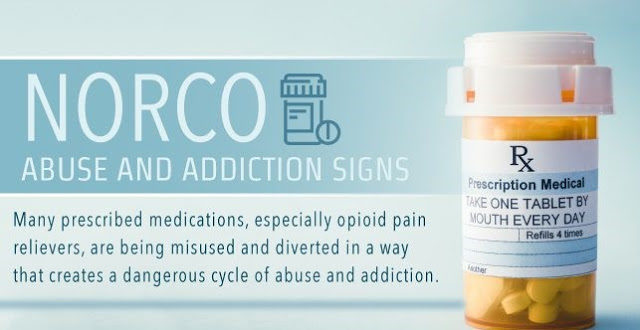 NORCO
ABUSE AND ADDICTION SIGNS
Many prescribed medications, especially opioid pain
relievers, are being misused and diverted in a way
that creates a dangerous cycle of abuse and addiction.
Rx
Prescription Medical
TAKE ONE TABLET BY
MOUTH EVERY DAY
Refills 4 times
Another